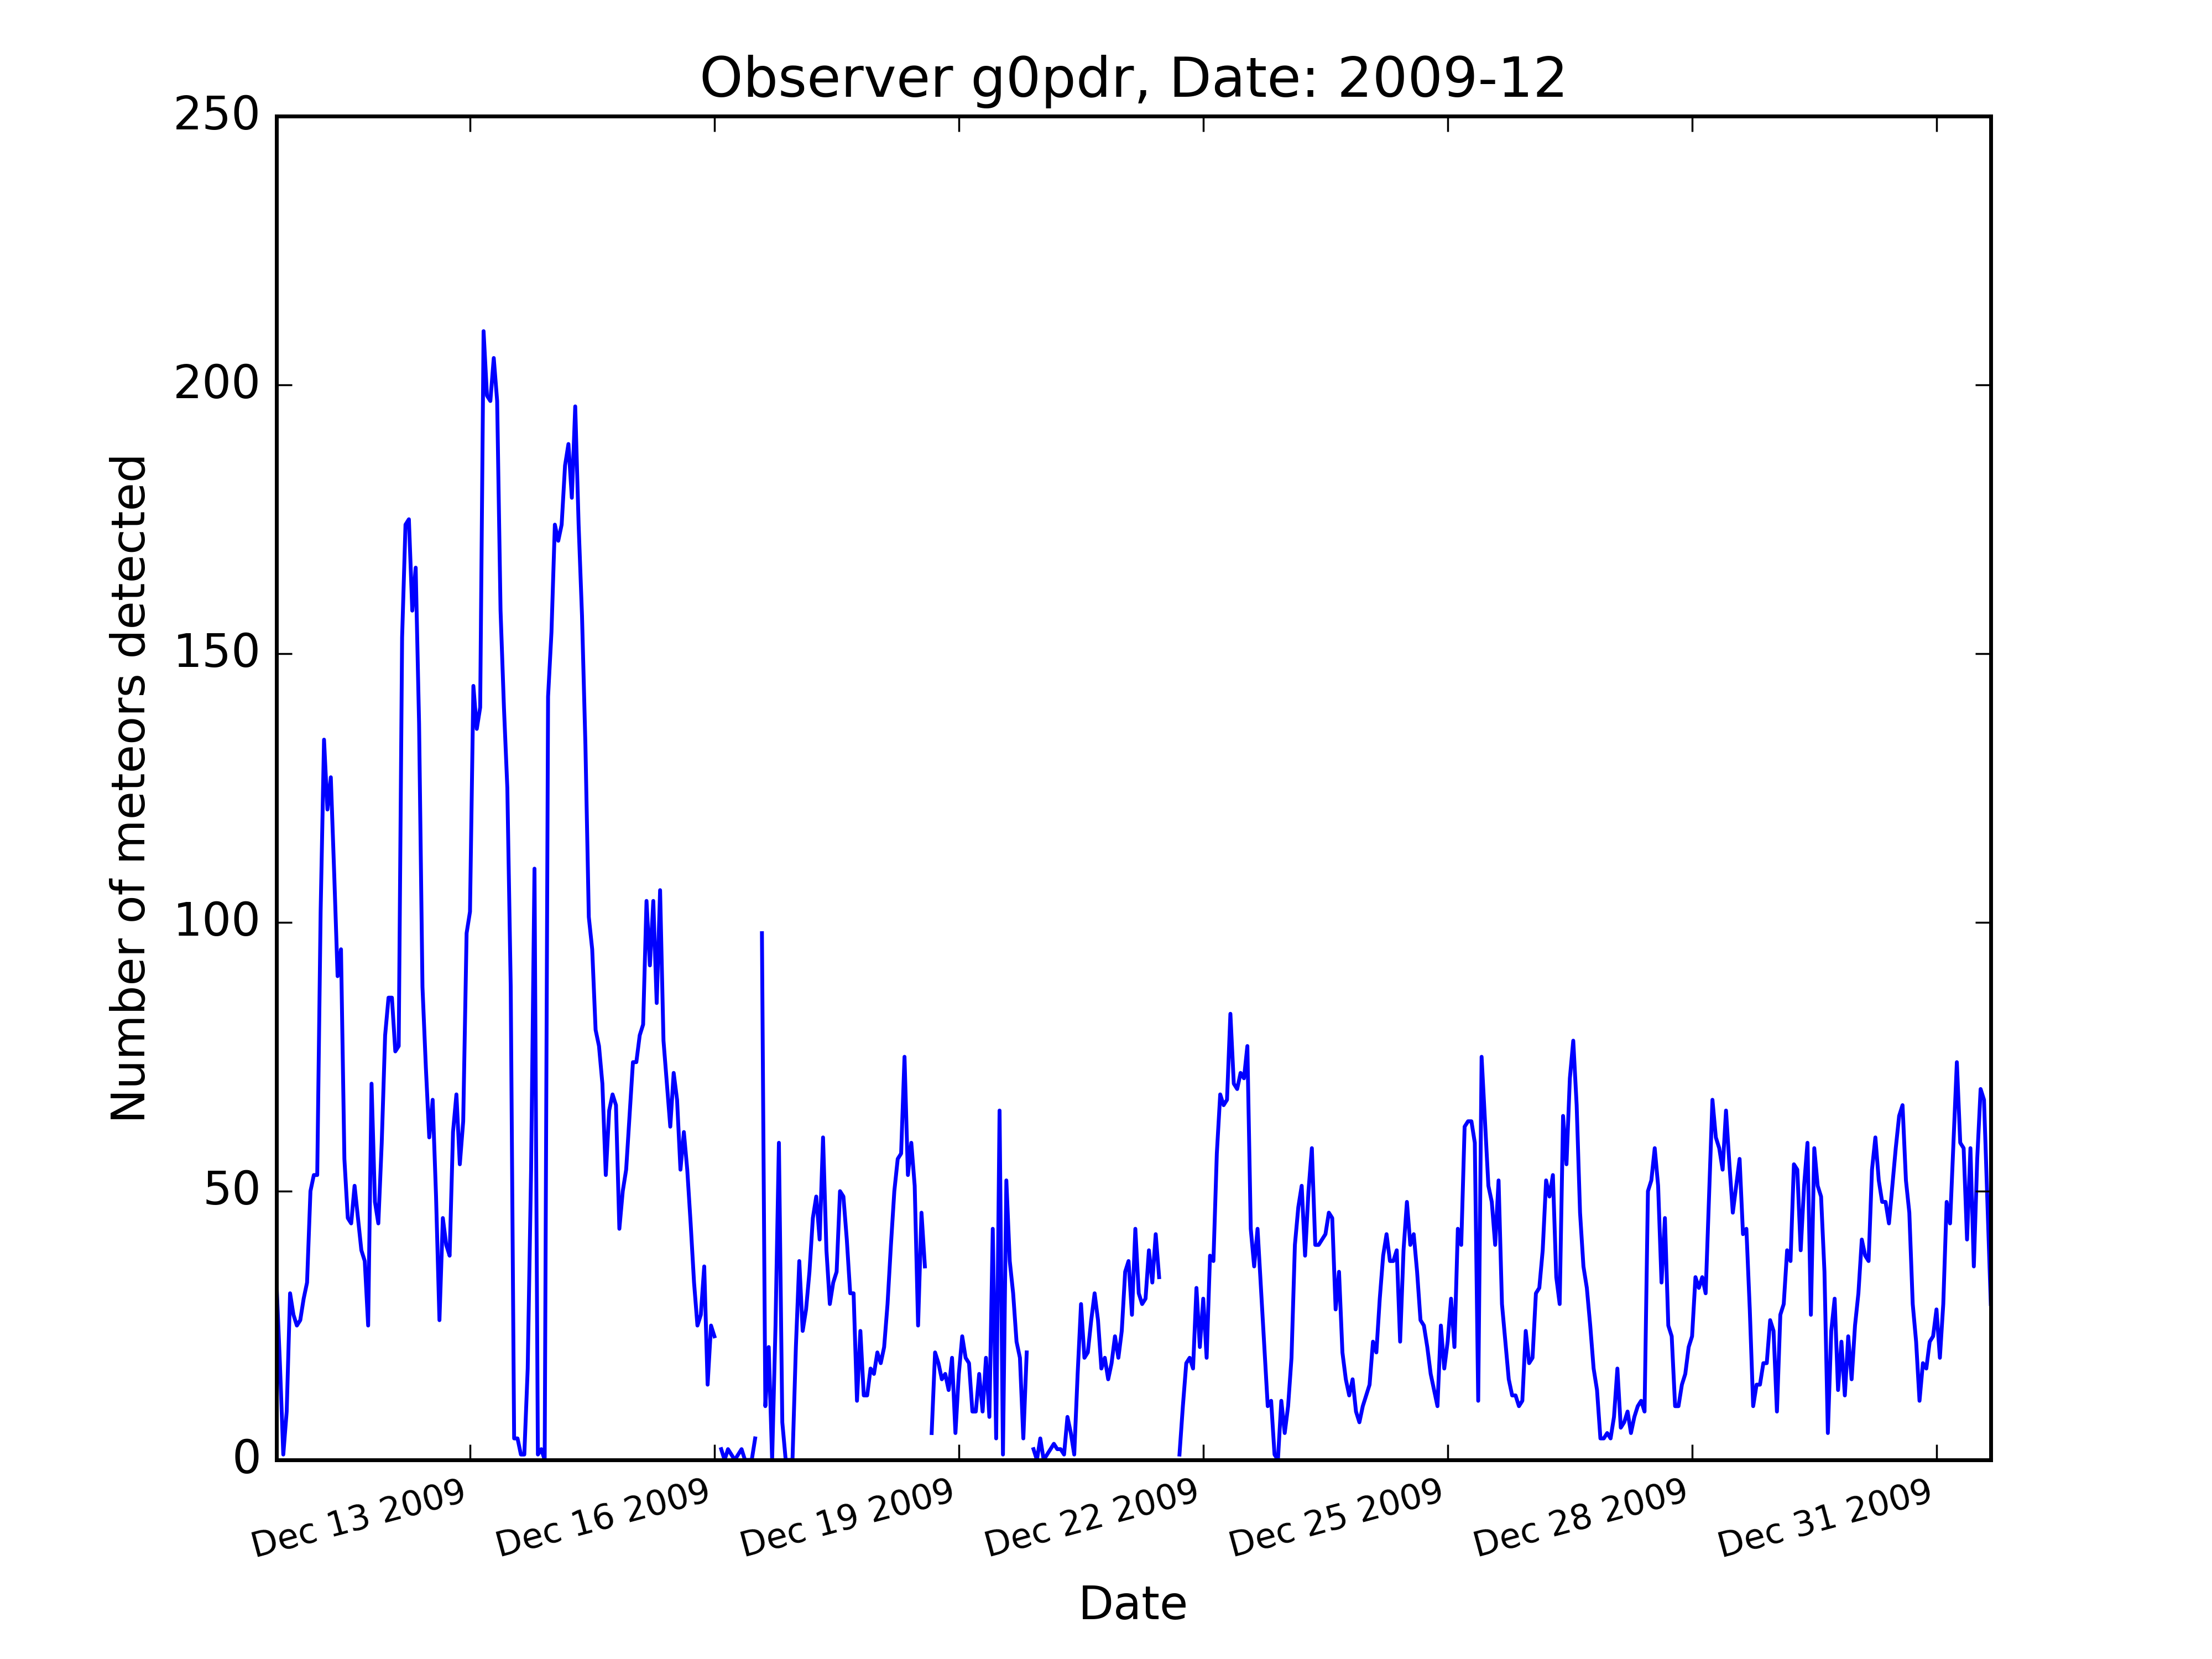 Observer g0pdr, Date: 2009-12
250
200
150
100
50
0
Number of meteors detected
Dec 13 2009
Dec 16 2009
Dec 19 2009
Dec 22 2009
Dec 25 2009
Dec 28 2009
Dec 31 2009
Date